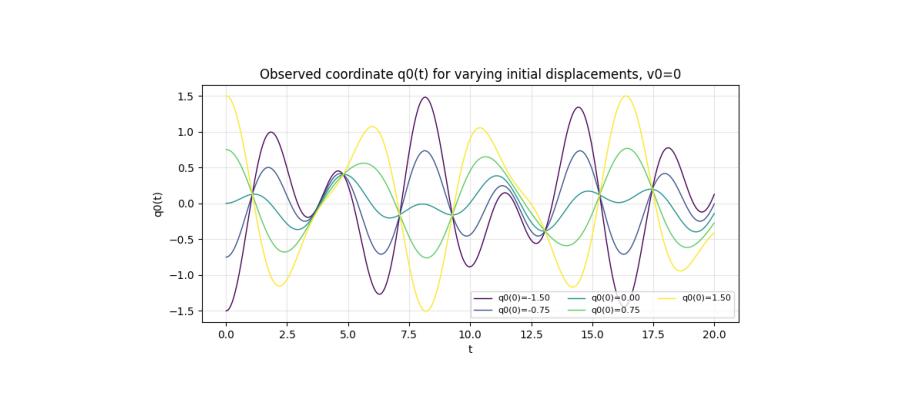 Observed coordinate q0(t) for varying initial displacements, v0=0
1.5
1.0
0.5
0.0
−0.5
−1.0
−1.5
q0(t)
q0(0)=-1.50
q0(0)=-0.75
q0(0)=0.00
q0(0)=0.75
q0(0)=1.50
0.0 2.5 5.0 7.5 10.0 12.5 15.0 17.5 20.0
t